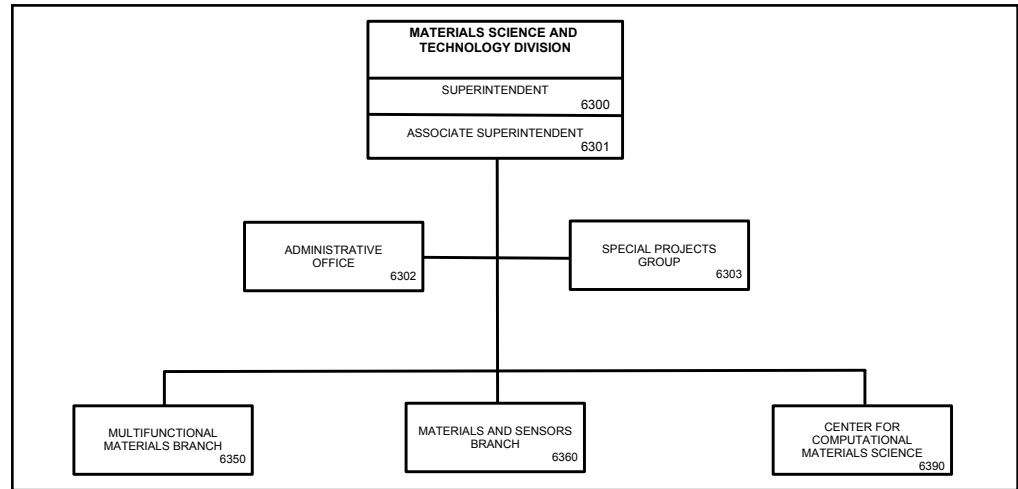 MATERIALS SCIENCE AND
TECHNOLOGY DIVISION
SUPERINTENDENT
6300
ASSOCIATE SUPERINTENDENT
6301
ADMINISTRATIVE
OFFICE
6302
SPECIAL PROJECTS
GROUP
6303
MULTIFUNCTIONAL
MATERIALS BRANCH
6350
MATERIALS AND SENSORS
BRANCH
6360
CENTER FOR
COMPUTATIONAL
MATERIALS SCIENCE
6390